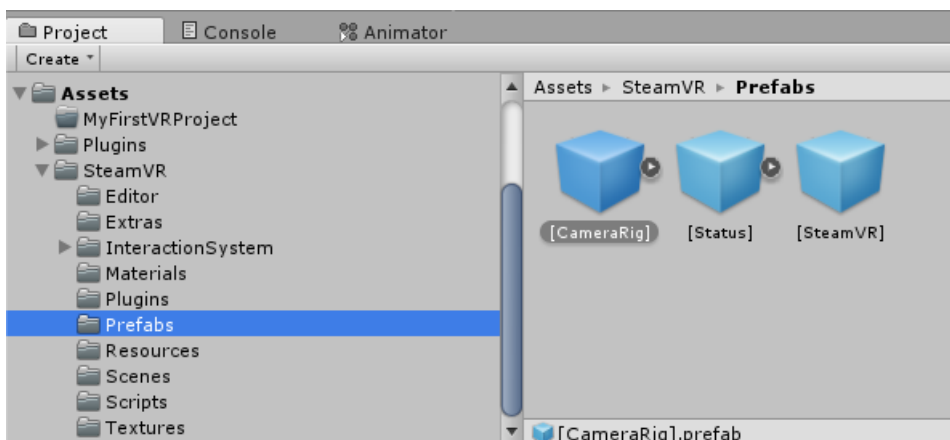 Project Console Animator
Create
Assets
MyFirstVRProject
Plugins
SteamVR
Editor
Extras
InteractionSystem
Materials
Plugins
Prefabs
Resources
Scenes
Scripts
Textures
Assets SteamVR Prefabs
[CameraRig] [Status] [SteamVR]
[CameraRig].prefab